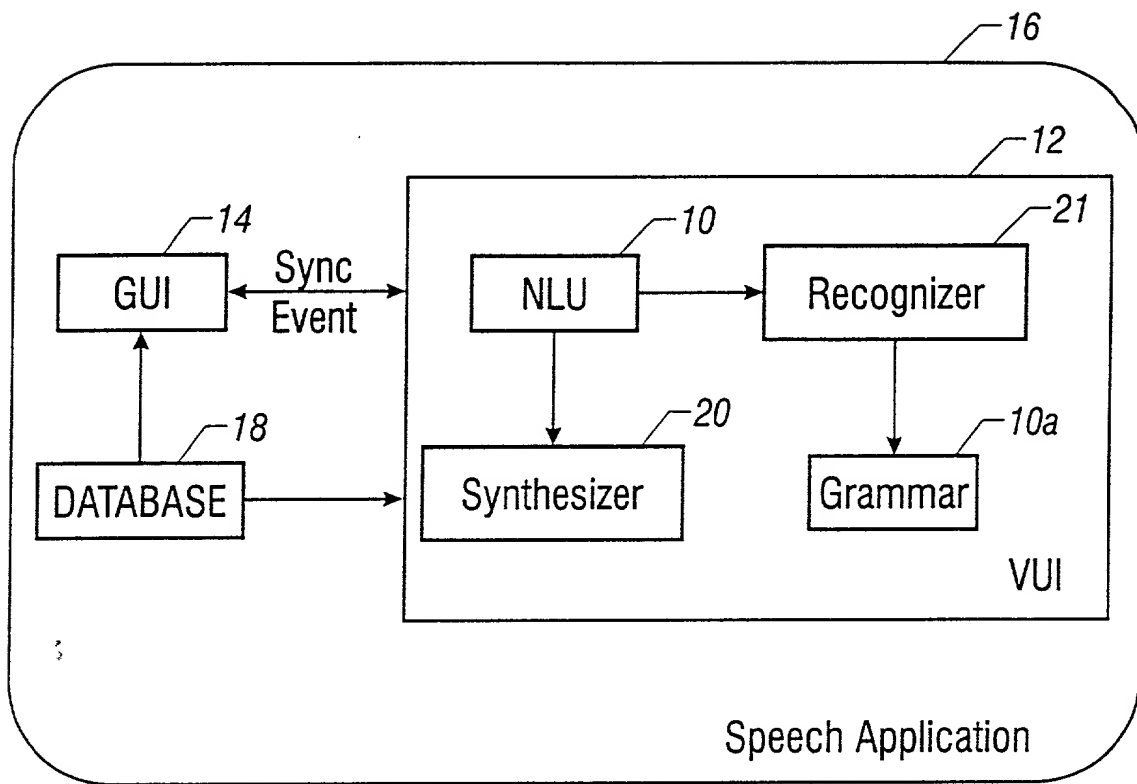 16
12
14
10
21
GUI
Sync
Event
NLU
Recognizer
18
20
10a
DATABASE
Synthesizer
Grammar
VUI
Speech Application